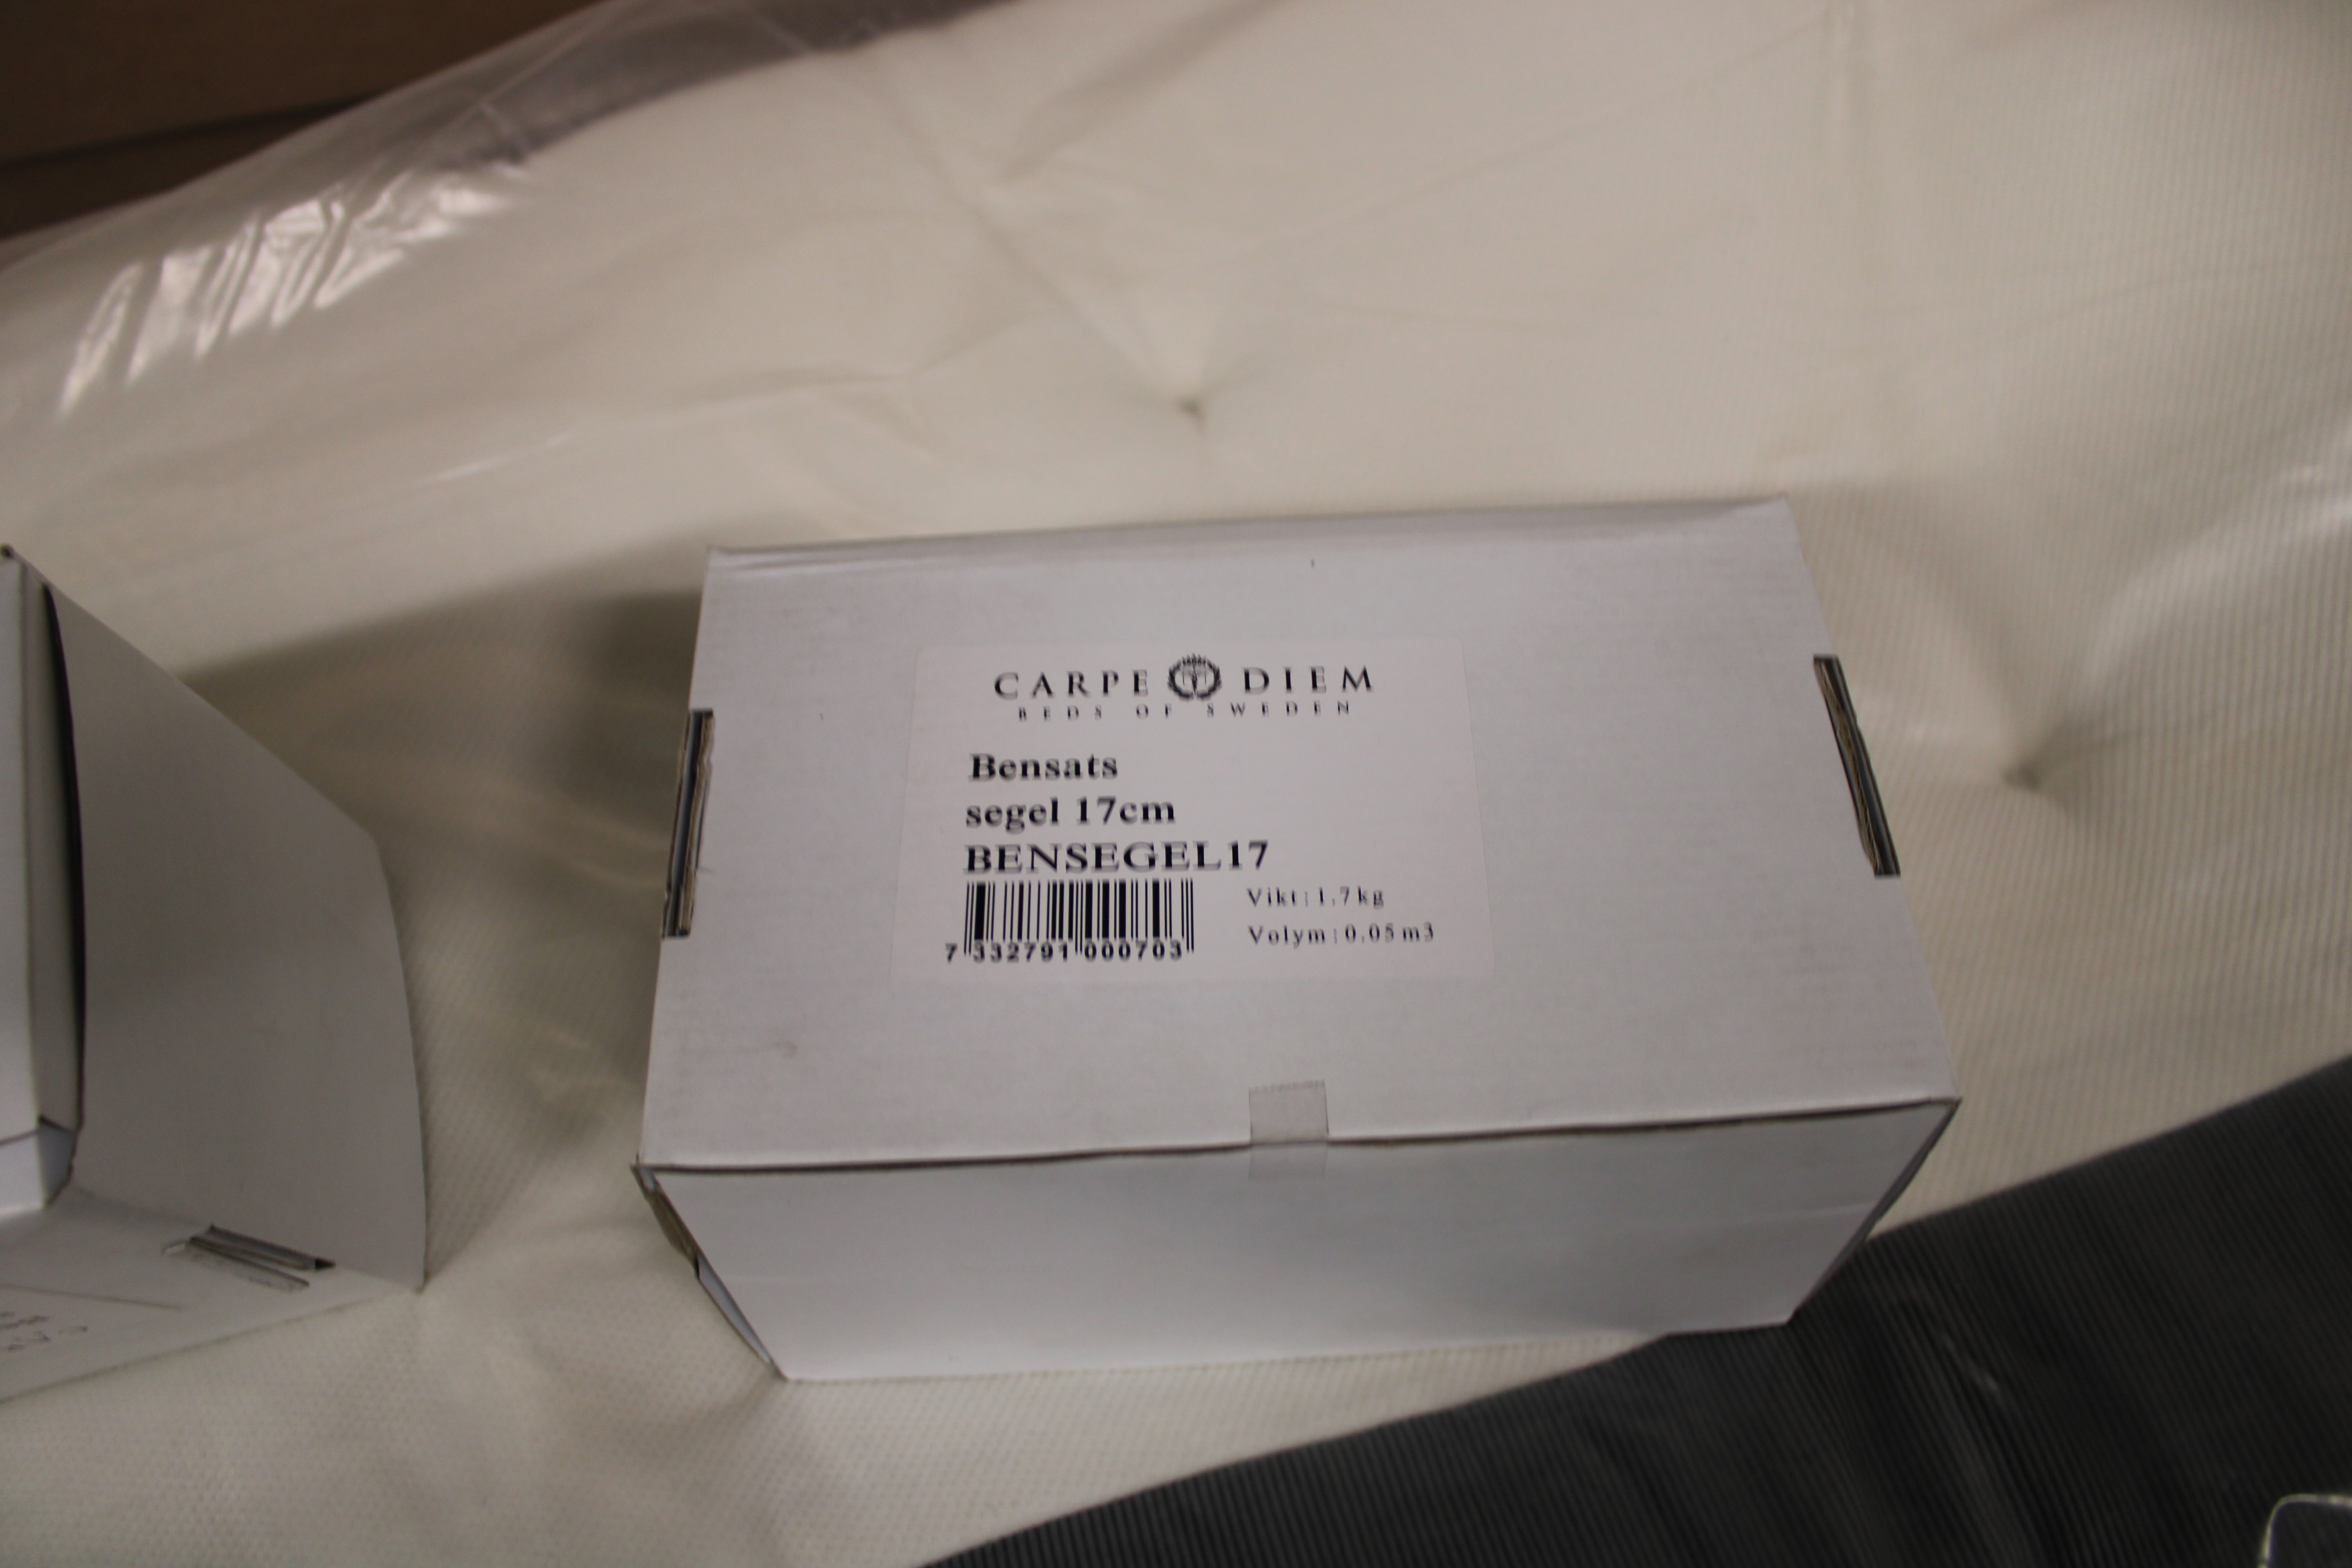 CARPE DIEM
BEDS OF SWEDEN
Bensats
segel 17cm
BENSEGEL17
Vikt: 1,7kg
Volym: 0,05m3
7 332791 000703